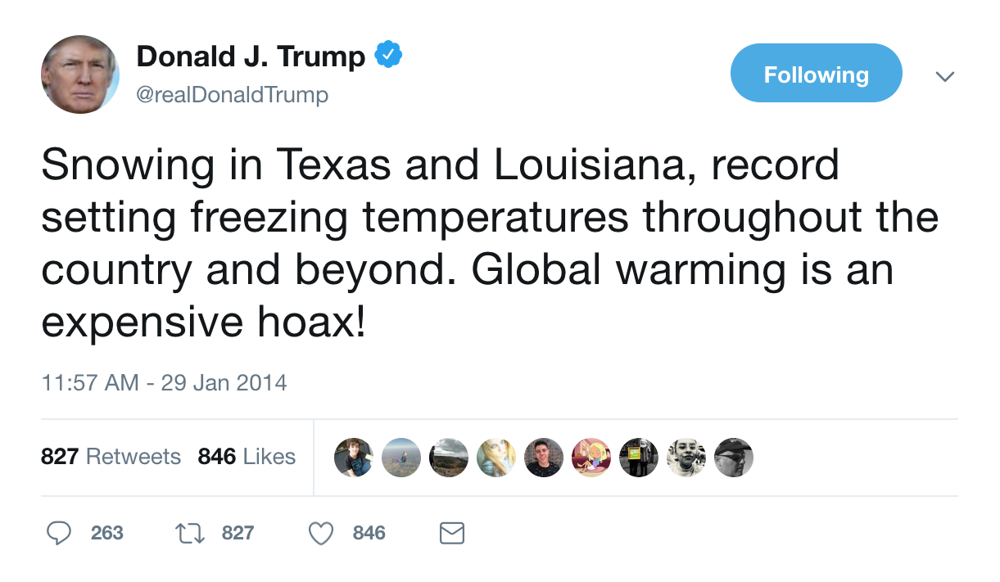 Donald J. Trump
@realDonaldTrump
Following
Snowing in Texas and Louisiana, record
setting freezing temperatures throughout the
country and beyond. Global warming is an
expensive hoax!
11:57 AM - 29 Jan 2014
827 Retweets 846 Likes
263 827 846